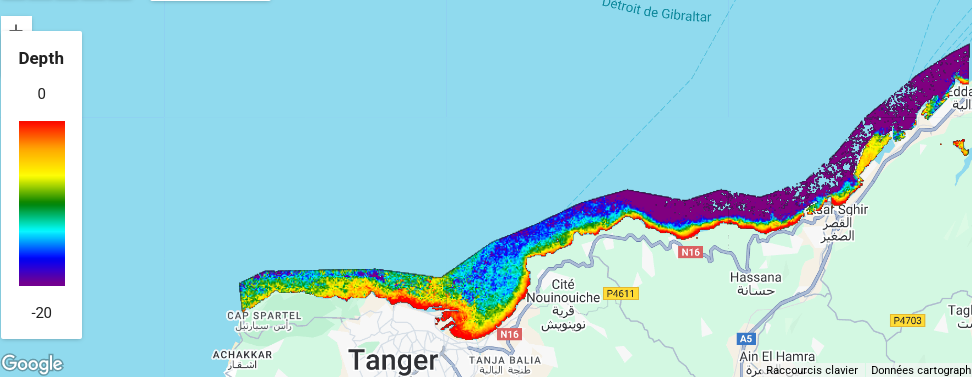 Détroit de Gibraltar
Depth
0
-20
Google
CAP SPARTEL
رأس سبارتيل
ACHAKKAR
أشقار
Tanger
TANJA BALIA
طنجة البالية
N16
Cité
Nouinouiche
قرية
نوينويش
P4611
N16
Hassana
حسانة
A5
Ain El Hamra
P4703
Ksar Sghir
القصر
الصغير
Raccourcis clavier
Données cartograph